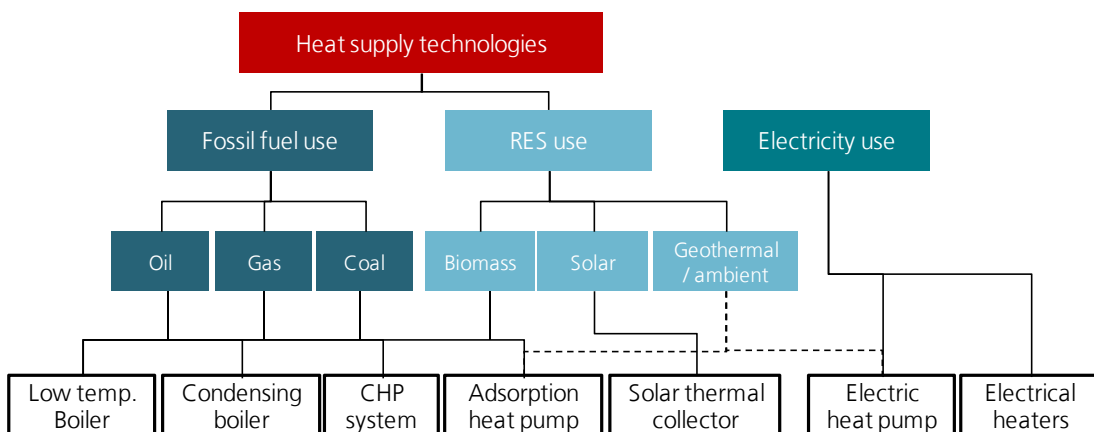 Heat supply technologies
Fossil fuel use
RES use
Electricity use
Oil
Gas
Coal
Biomass
Solar
Geothermal
/ ambient
Low temp.
Boiler
Condensing
boiler
CHP
system
Adsorption
heat pump
Solar thermal
collector
Electric
heat pump
Electrical
heaters